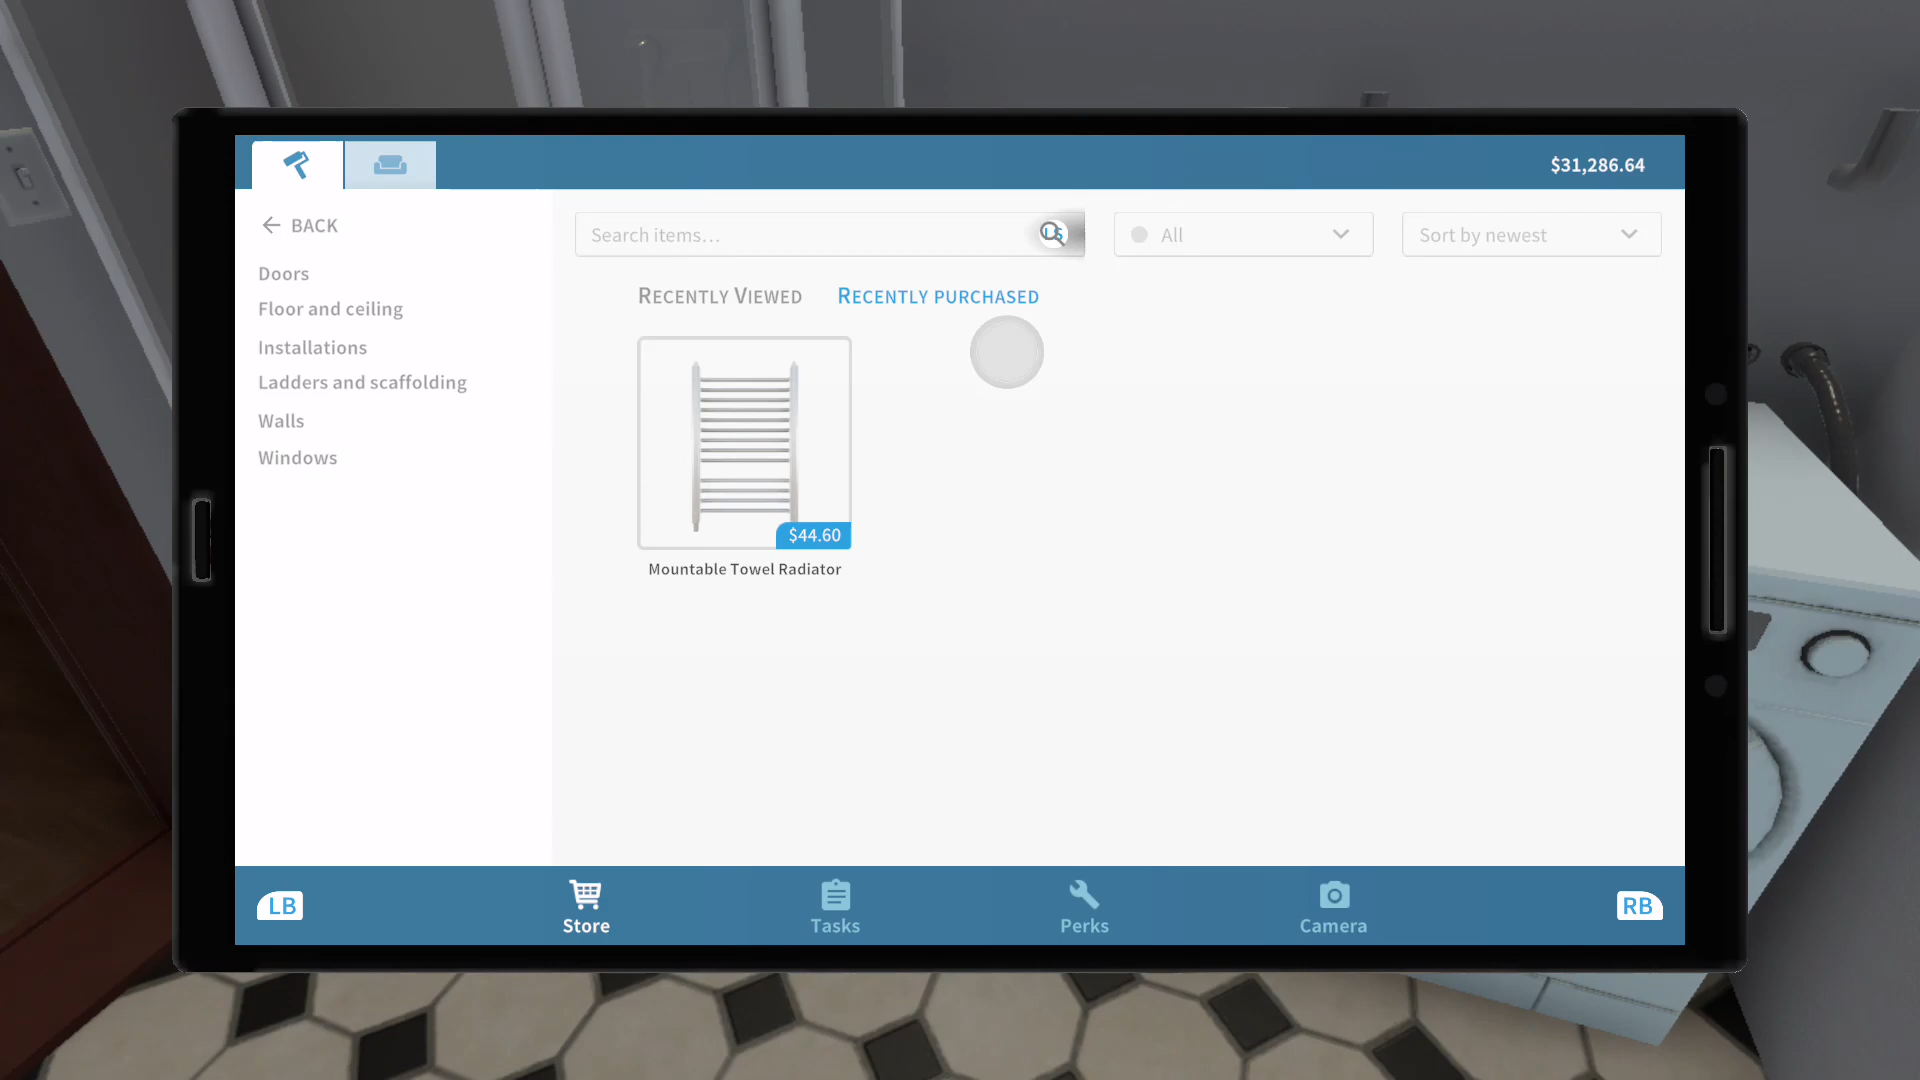 $31,286.64
BACK
Search items...
LS
All
Sort by newest
Doors
Floor and ceiling
Installations
Ladders and scaffolding
Walls
Windows
RECENTLY VIEWED
RECENTLY PURCHASED
$44.60
Mountable Towel Radiator
LB
Store
Tasks
Perks
Camera
RB